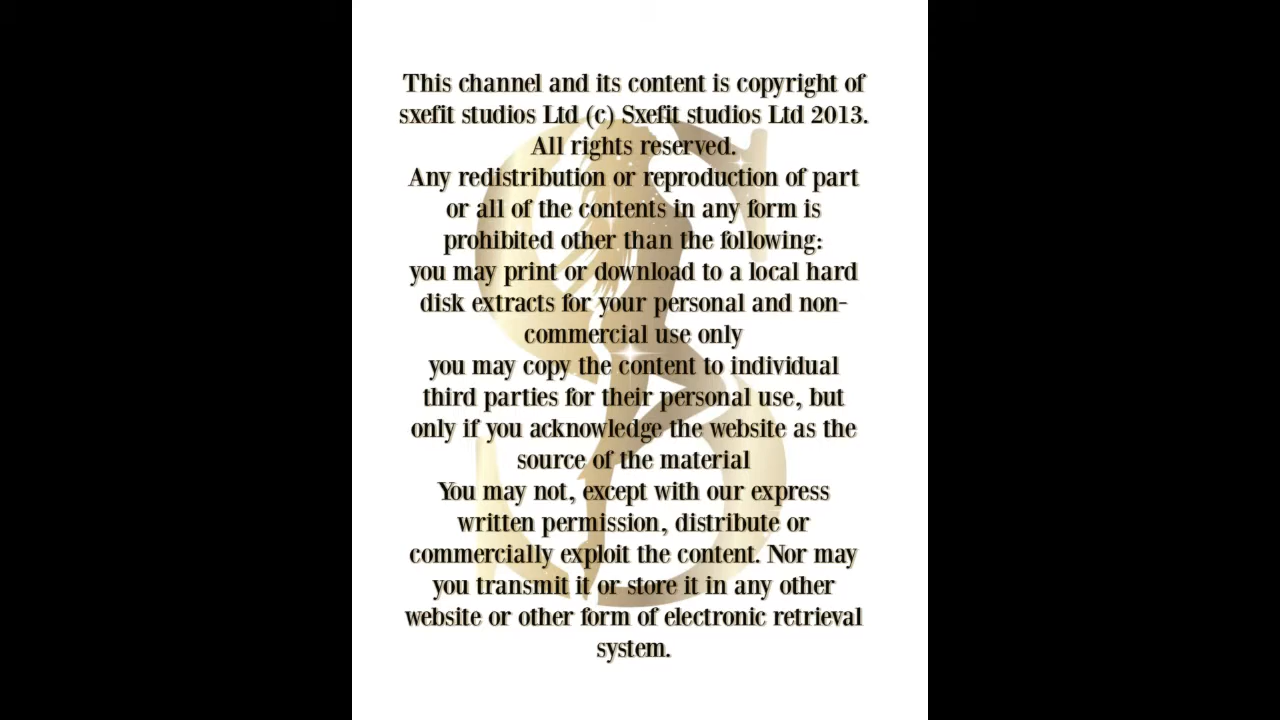 This channel and its content is copyright of
sxefit studios Ltd (c) Sxefit studios Ltd 2013.
All rights reserved.
Any redistribution or reproduction of part
or all of the contents in any form is
prohibited other than the following:
you may print or download to a local hard
disk extracts for your personal and non-
commercial use only
you may copy the content to individual
third parties for their personal use, but
only if you acknowledge the website as the
source of the material
You may not, except with our express
written permission, distribute or
commercially exploit the content. Nor may
you transmit it or store it in any other
website or other form of electronic retrieval
system.